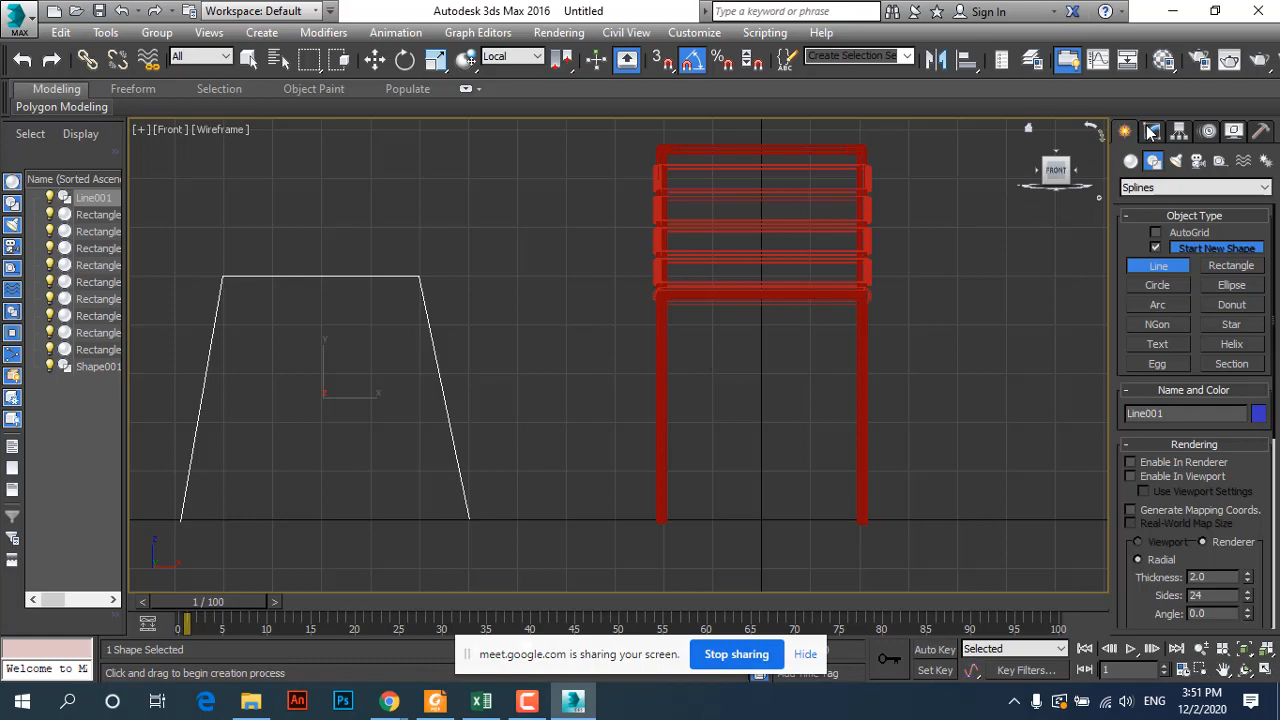 MAX
Workspace: Default
Autodesk 3ds Max 2016 Untitled
Type a keyword or phrase
Sign In
Edit Tools Group Views Create Modifiers Animation Graph Editors Rendering Civil View Customize Scripting Help
All
Local
3
Create Selection Se
Modeling Freeform Selection Object Paint Populate
Polygon Modeling
Select Display
[+] [Front] [Wireframe]
FRONT
Name (Sorted Ascen
Line001
Rectangle
Rectangle
Rectangle
Rectangle
Rectangle
Rectangle
Rectangle
Rectangle
Rectangle
Shape001
Y
X
Z
Splines
Object Type
AutoGrid
Start New Shape
Line Rectangle
Circle Ellipse
Arc Donut
NGon Star
Text Helix
Egg Section
Name and Color
Line001
Rendering
Enable In Renderer
Enable In Viewport
Use Viewport Settings
Generate Mapping Coords.
Real-World Map Size
Viewport Renderer
Radial
Thickness: 2.0
Sides: 24
Angle: 0.0
< 1 / 100 >
0 5 10 15 20 25 30 35 40 45 50 55 60 65 70 75 80 85 90 95 100
1 Shape Selected
Click and drag to begin creation process
Welcome to M
meet.google.com is sharing your screen. Stop sharing Hide
Add Time Tag
Auto Key Selected
Set Key Key Filters...
1
An Ps
ENG
3:51 PM
12/2/2020